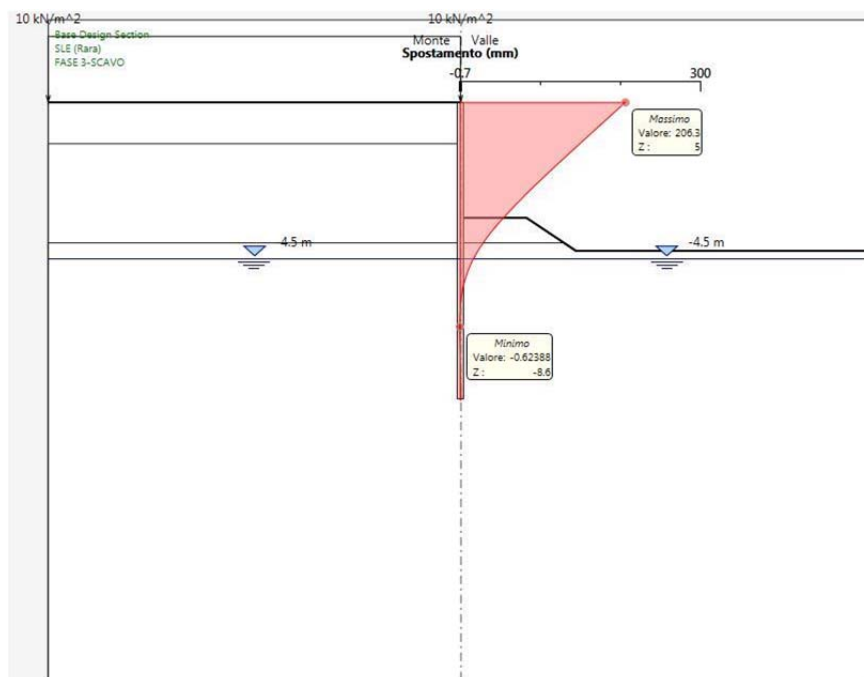 10 kN/m^2
10 kN/m^2
Base Design Section
SLE (Rara)
FASE 3-SCAVO
Monte Valle
Spostamento (mm)
-0.7
300
Massimo
Valore: 206.3
Z : 5
4.5 m
-4.5 m
Minimo
Valore: -0.62388
Z : -8.6